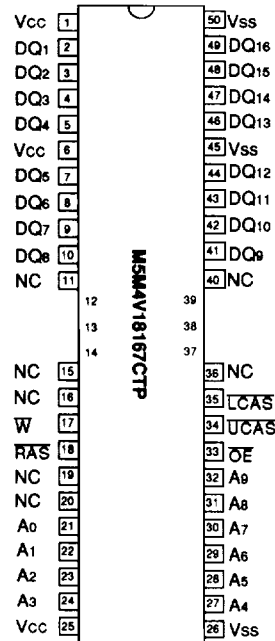 VCC 1 50 VSS
DQ1 2 49 DQ16
DQ2 3 48 DQ15
DQ3 4 47 DQ14
DQ4 5 46 DQ13
VCC 6 45 VSS
DQ5 7 44 DQ12
DQ6 8 43 DQ11
DQ7 9 42 DQ10
DQ8 10 41 DQ9
NC 11 40 NC
12 39
13 38
14 37
M5M4V18167CTP
NC 15 36 NC
NC 16 35 LCAS
W 17 34 UCAS
RAS 18 33 OE
NC 19 32 A9
NC 20 31 A8
A0 21 30 A7
A1 22 29 A6
A2 23 28 A5
A3 24 27 A4
VCC 25 26 VSS